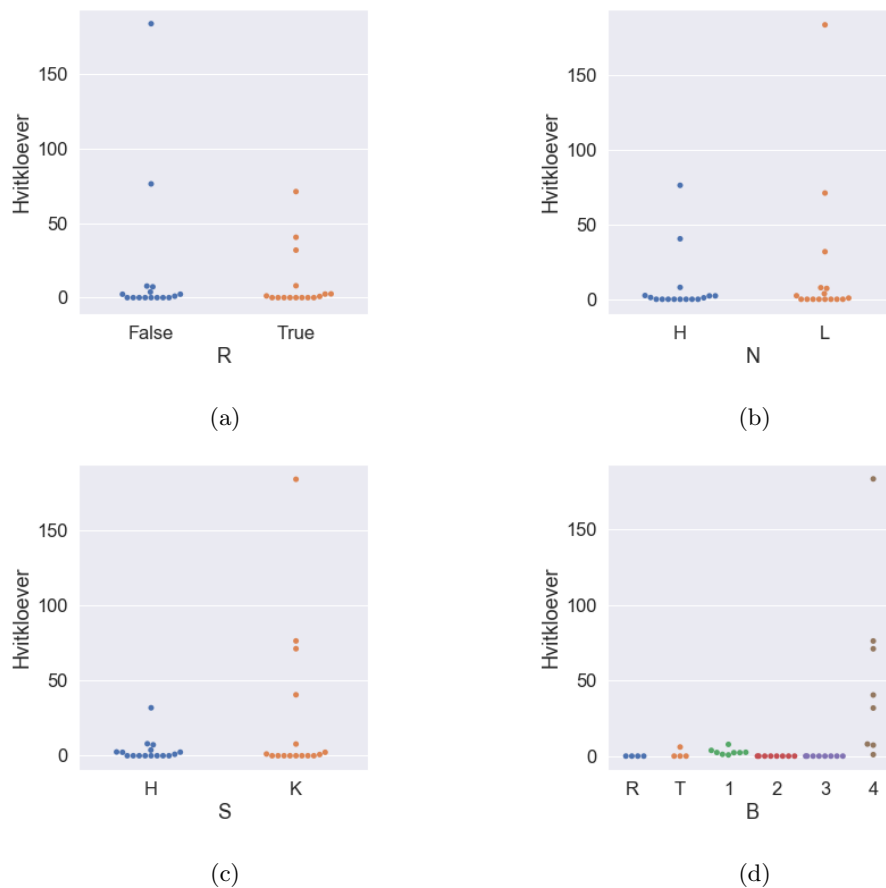 150
100
50
0
Hvitkloever
False True
R
(a)
150
100
50
0
Hvitkloever
H L
N
(b)
150
100
50
0
Hvitkloever
H K
S
(c)
150
100
50
0
Hvitkloever
R T 1 2 3 4
B
(d)